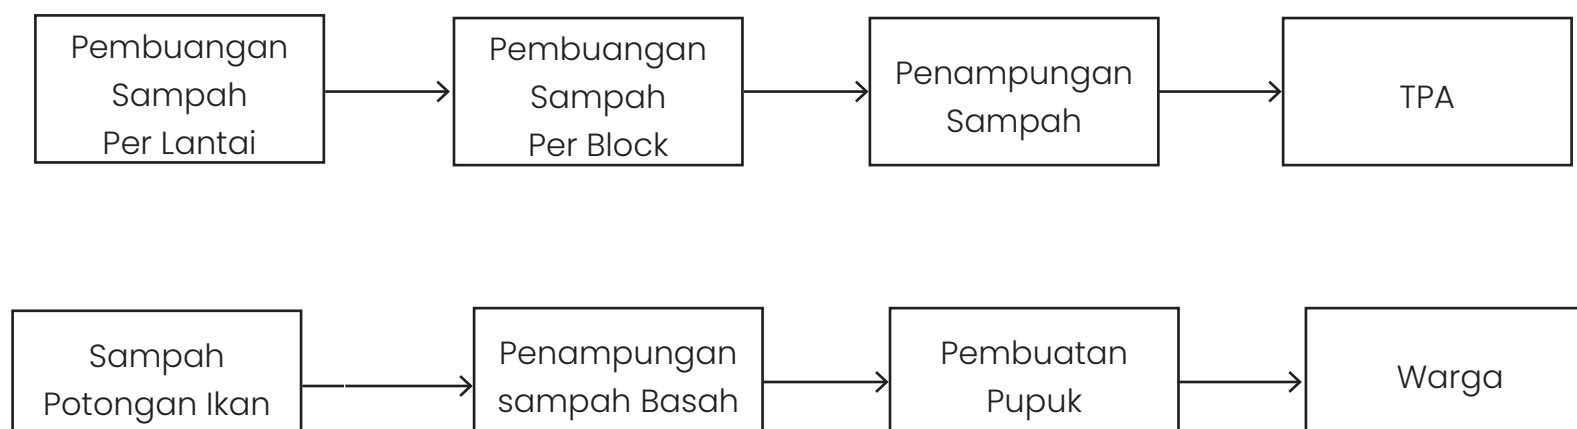 Pembuangan
Sampah
Per Lantai
Pembuangan
Sampah
Per Block
Penampungan
Sampah
TPA
Sampah
Potongan Ikan
Penampungan
sampah Basah
Pembuatan
Pupuk
Warga